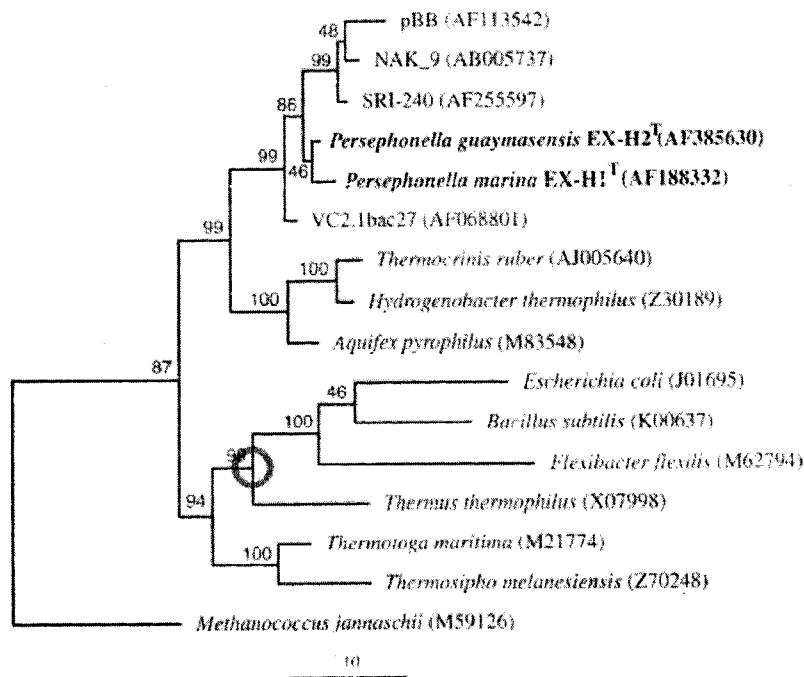 48
pBB (AF113542)
99
NAK_9 (AB005737)
SRI-240 (AF255597)
86
Persephonella guaymasensis EX-H2T(AF385630)
99
46
Persephonella marina EX-H1T (AF188332)
VC2.1bac27 (AF068801)
99
100
Thermocrinis ruber (AJ005640)
Hydrogenobacter thermophilus (Z30189)
100
Aquifex pyrophilus (M83548)
87
46
Escherichia coli (J01695)
Bacillus subtilis (K00637)
100
Flexibacter flexilis (M62794)
Thermus thermophilus (X07998)
94
Thermotoga maritima (M21774)
100
Thermosipho melanesiensis (Z70248)
Methanococcus jannaschii (M59126)
10